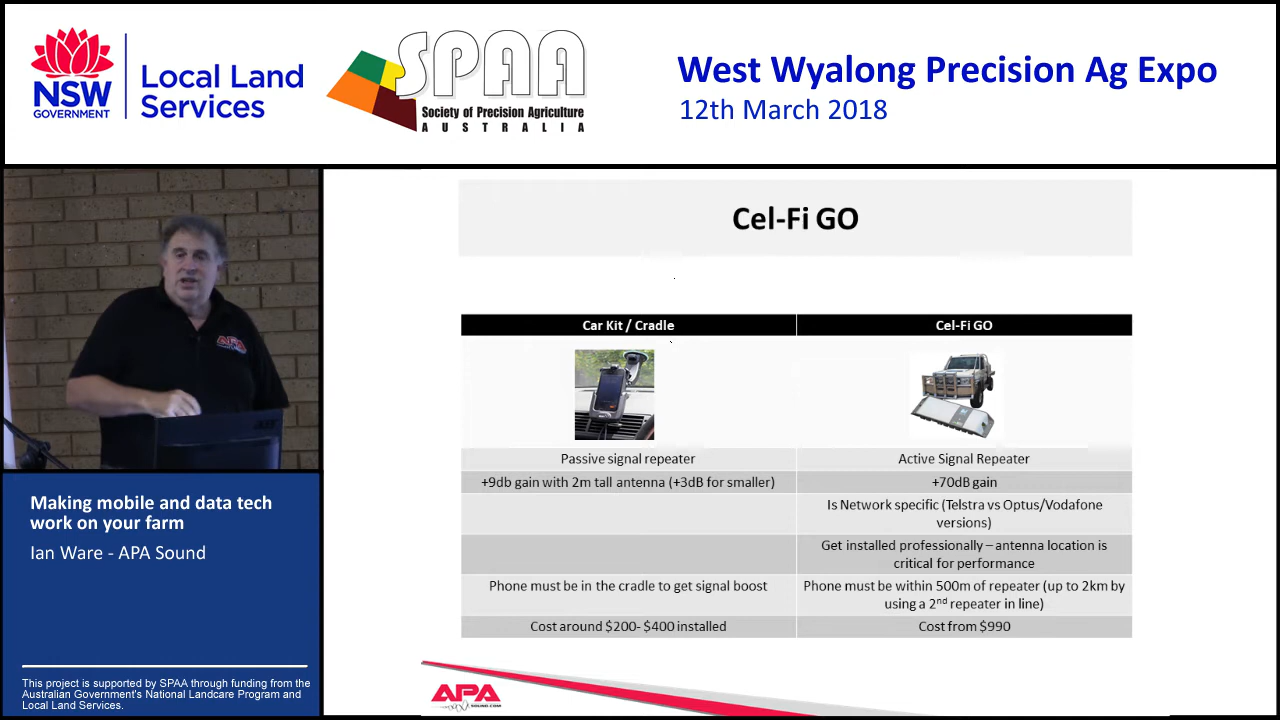 NSW
GOVERNMENT
Local Land
Services
SPAA
Society of Precision Agriculture
AUSTRALIA
West Wyalong Precision Ag Expo
12th March 2018
APA
acer
Making mobile and data tech
work on your farm
Ian Ware - APA Sound
This project is supported by SPAA through funding from the
Australian Government's National Landcare Program and
Local Land Services.
Cel-Fi GO
Car Kit / Cradle
Cel-Fi GO
Passive signal repeater
Active Signal Repeater
+9db gain with 2m tall antenna (+3dB for smaller)
+70dB gain
Is Network specific (Telstra vs Optus/Vodafone
versions)
Get installed professionally – antenna location is
critical for performance
Phone must be in the cradle to get signal boost
Phone must be within 500m of repeater (up to 2km by
using a 2nd repeater in line)
Cost around $200- $400 installed
Cost from $990
APA
SOUND.COM